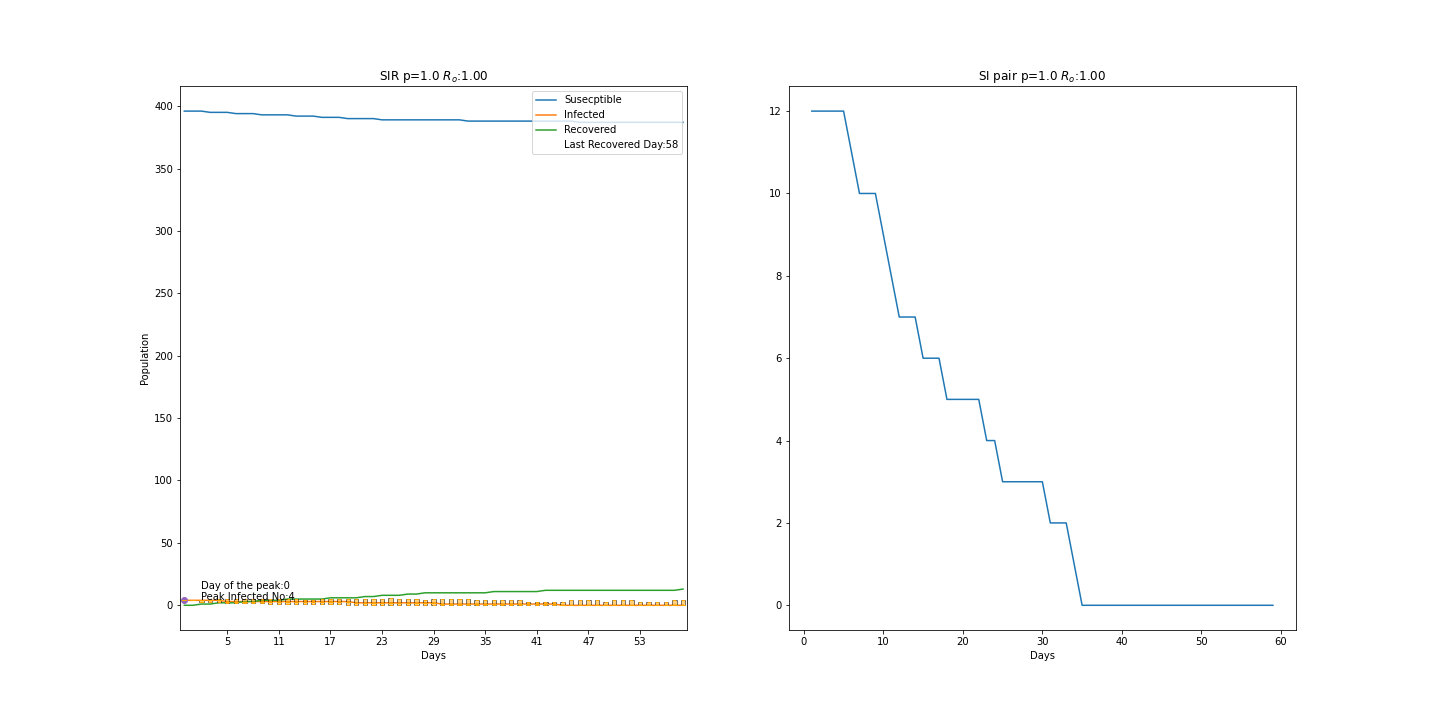 SIR p=1.0 Rₒ:1.00
Susecptible
Infected
Recovered
Last Recovered Day:58
400
350
300
250
200
150
100
50
0
Population
Day of the peak:0
Peak Infected No:4
5 11 17 23 29 35 41 47 53
Days
SI pair p=1.0 Rₒ:1.00
12
10
8
6
4
2
0
0 10 20 30 40 50 60
Days